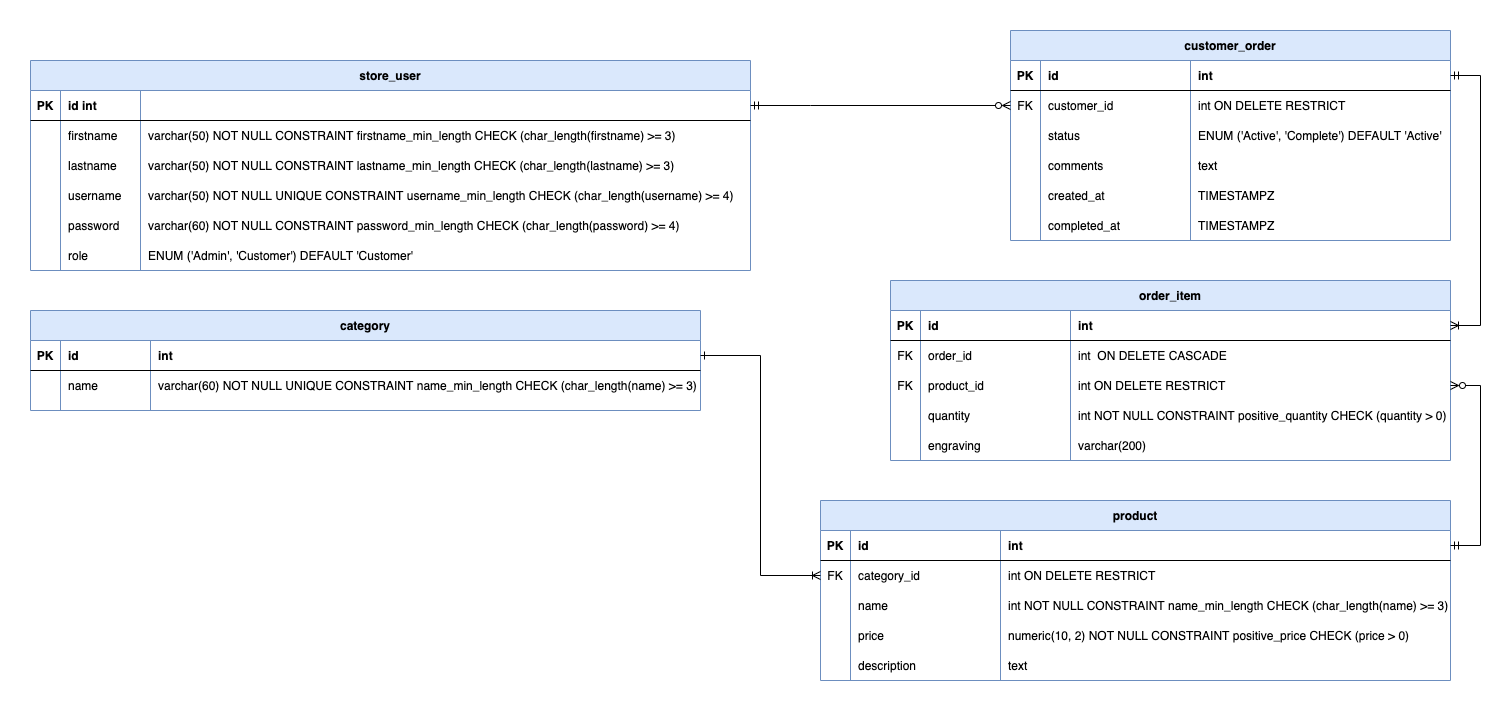 store_user
PK id int
firstname varchar(50) NOT NULL CONSTRAINT firstname_min_length CHECK (char_length(firstname) >= 3)
lastname varchar(50) NOT NULL CONSTRAINT lastname_min_length CHECK (char_length(lastname) >= 3)
username varchar(50) NOT NULL UNIQUE CONSTRAINT username_min_length CHECK (char_length(username) >= 4)
password varchar(60) NOT NULL CONSTRAINT password_min_length CHECK (char_length(password) >= 4)
role ENUM ('Admin', 'Customer') DEFAULT 'Customer'
customer_order
PK id int
FK customer_id int ON DELETE RESTRICT
status ENUM ('Active', 'Complete') DEFAULT 'Active'
comments text
created_at TIMESTAMPZ
completed_at TIMESTAMPZ
category
PK id int
name varchar(60) NOT NULL UNIQUE CONSTRAINT name_min_length CHECK (char_length(name) >= 3)
order_item
PK id int
FK order_id int ON DELETE CASCADE
FK product_id int ON DELETE RESTRICT
quantity int NOT NULL CONSTRAINT positive_quantity CHECK (quantity > 0)
engraving varchar(200)
product
PK id int
FK category_id int ON DELETE RESTRICT
name int NOT NULL CONSTRAINT name_min_length CHECK (char_length(name) >= 3)
price numeric(10, 2) NOT NULL CONSTRAINT positive_price CHECK (price > 0)
description text